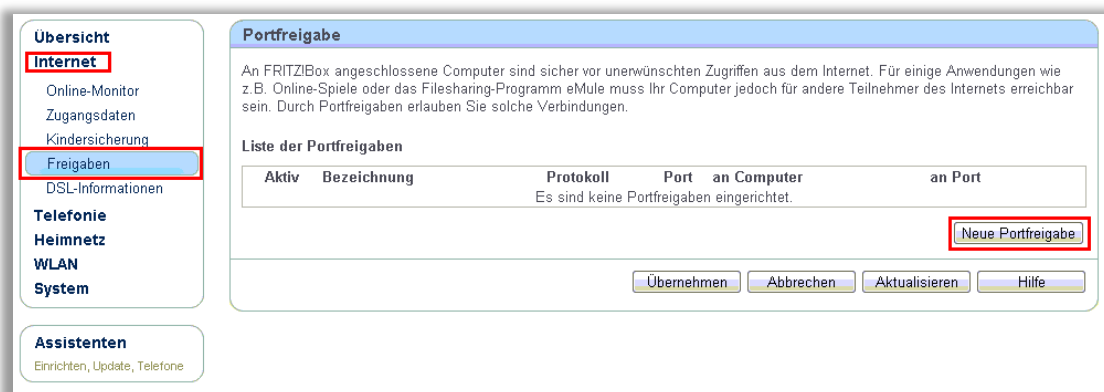 Übersicht
Internet
Online-Monitor
Zugangsdaten
Kindersicherung
Freigaben
DSL-Informationen
Telefonie
Heimnetz
WLAN
System
Assistenten
Einrichten, Update, Telefone
Portfreigabe
An FRITZ!Box angeschlossene Computer sind sicher vor unerwünschten Zugriffen aus dem Internet. Für einige Anwendungen wie
z.B. Online-Spiele oder das Filesharing-Programm eMule muss Ihr Computer jedoch für andere Teilnehmer des Internets erreichbar
sein. Durch Portfreigaben erlauben Sie solche Verbindungen.
Liste der Portfreigaben
Aktiv Bezeichnung Protokoll Port an Computer an Port
Es sind keine Portfreigaben eingerichtet.
Neue Portfreigabe
Übernehmen Abbrechen Aktualisieren Hilfe